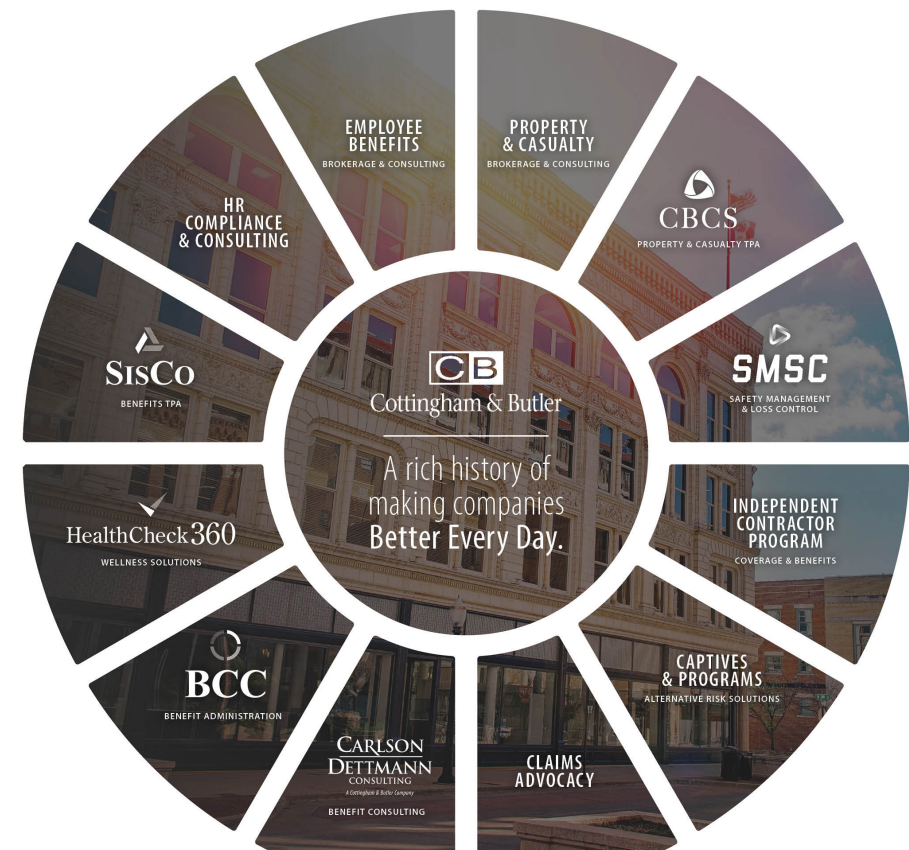 EMPLOYEE
BENEFITS
BROKERAGE & CONSULTING
PROPERTY
& CASUALTY
BROKERAGE & CONSULTING
CBCS
PROPERTY & CASUALTY TPA
SMSC
SAFETY MANAGEMENT
& LOSS CONTROL
INDEPENDENT
CONTRACTOR
PROGRAM
COVERAGE & BENEFITS
CAPTIVES
& PROGRAMS
ALTERNATIVE RISK SOLUTIONS
CLAIMS
ADVOCACY
CARLSON
DETTMANN
CONSULTING
A Cottingham & Butler Company
BENEFIT CONSULTING
BCC
BENEFIT ADMINISTRATION
HealthCheck360
WELLNESS SOLUTIONS
SISCO
BENEFITS TPA
HR
COMPLIANCE
& CONSULTING
CB
Cottingham & Butler
A rich history of
making companies
Better Every Day.